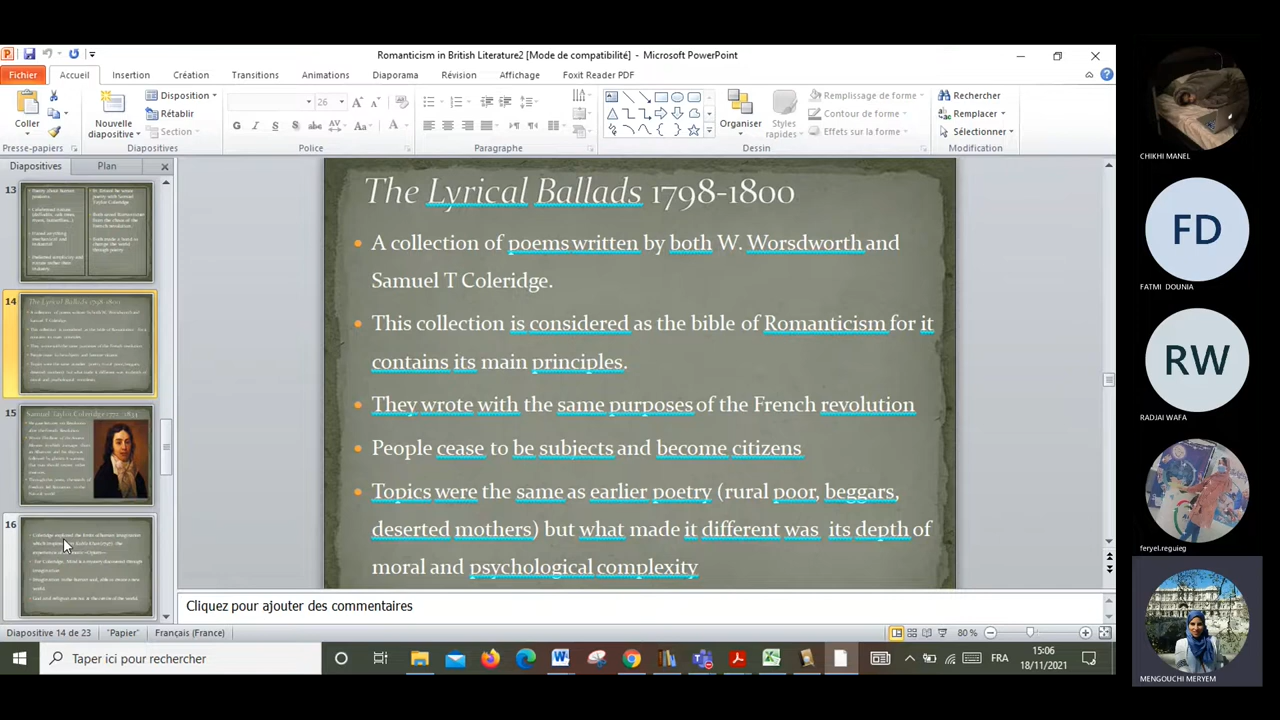 Romanticism in British Literature2 [Mode de compatibilité] - Microsoft PowerPoint
Fichier Accueil Insertion Création Transitions Animations Diaporama Révision Affichage Foxit Reader PDF
Coller
Nouvelle diapositive
Disposition
Rétablir
Section
26
Organiser
Styles rapides
Remplissage de forme
Contour de forme
Effets sur la forme
Rechercher
Remplacer
Sélectionner
Presse-papiers Diapositives Police Paragraphe Dessin Modification
Diapositives Plan
13
14
15
16
The Lyrical Ballads 1798-1800
• A collection of poems written by both W. Worsdworth and
Samuel T Coleridge.
• This collection is considered as the bible of Romanticism for it
contains its main principles.
• They wrote with the same purposes of the French revolution
• People cease to be subjects and become citizens
• Topics were the same as earlier poetry (rural poor, beggars,
deserted mothers) but what made it different was its depth of
moral and psychological complexity
Cliquez pour ajouter des commentaires
Diapositive 14 de 23 "Papier" Français (France) 80 %
Taper ici pour rechercher
FRA
15:06
18/11/2021
CHIKHI MANEL
FD
FATMI DOUNIA
RW
RADJAI WAFA
feryel.reguieg
MENGOUCHI MERYEM